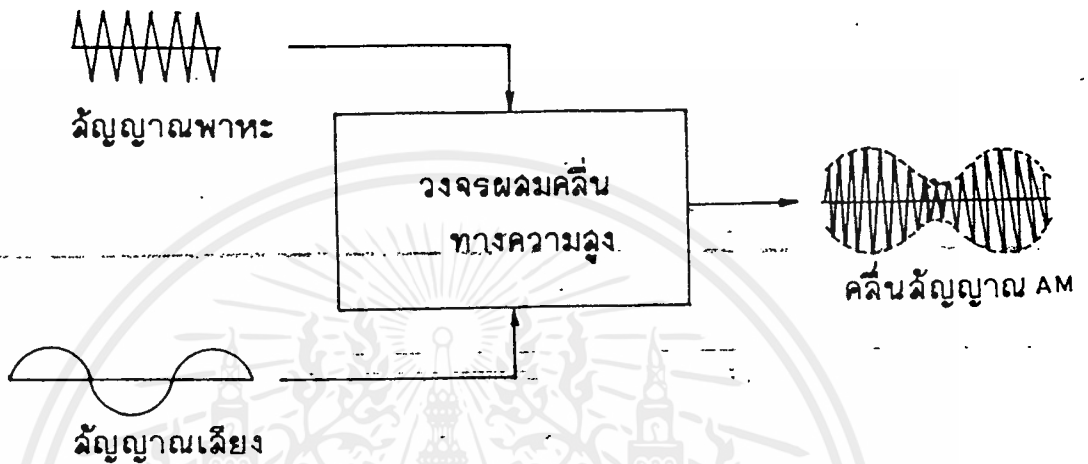 สัญญาณพาหะ
วงจรผสมคลื่น
ทางความสูง
คลื่นสัญญาณ AM
สัญญาณเสียง